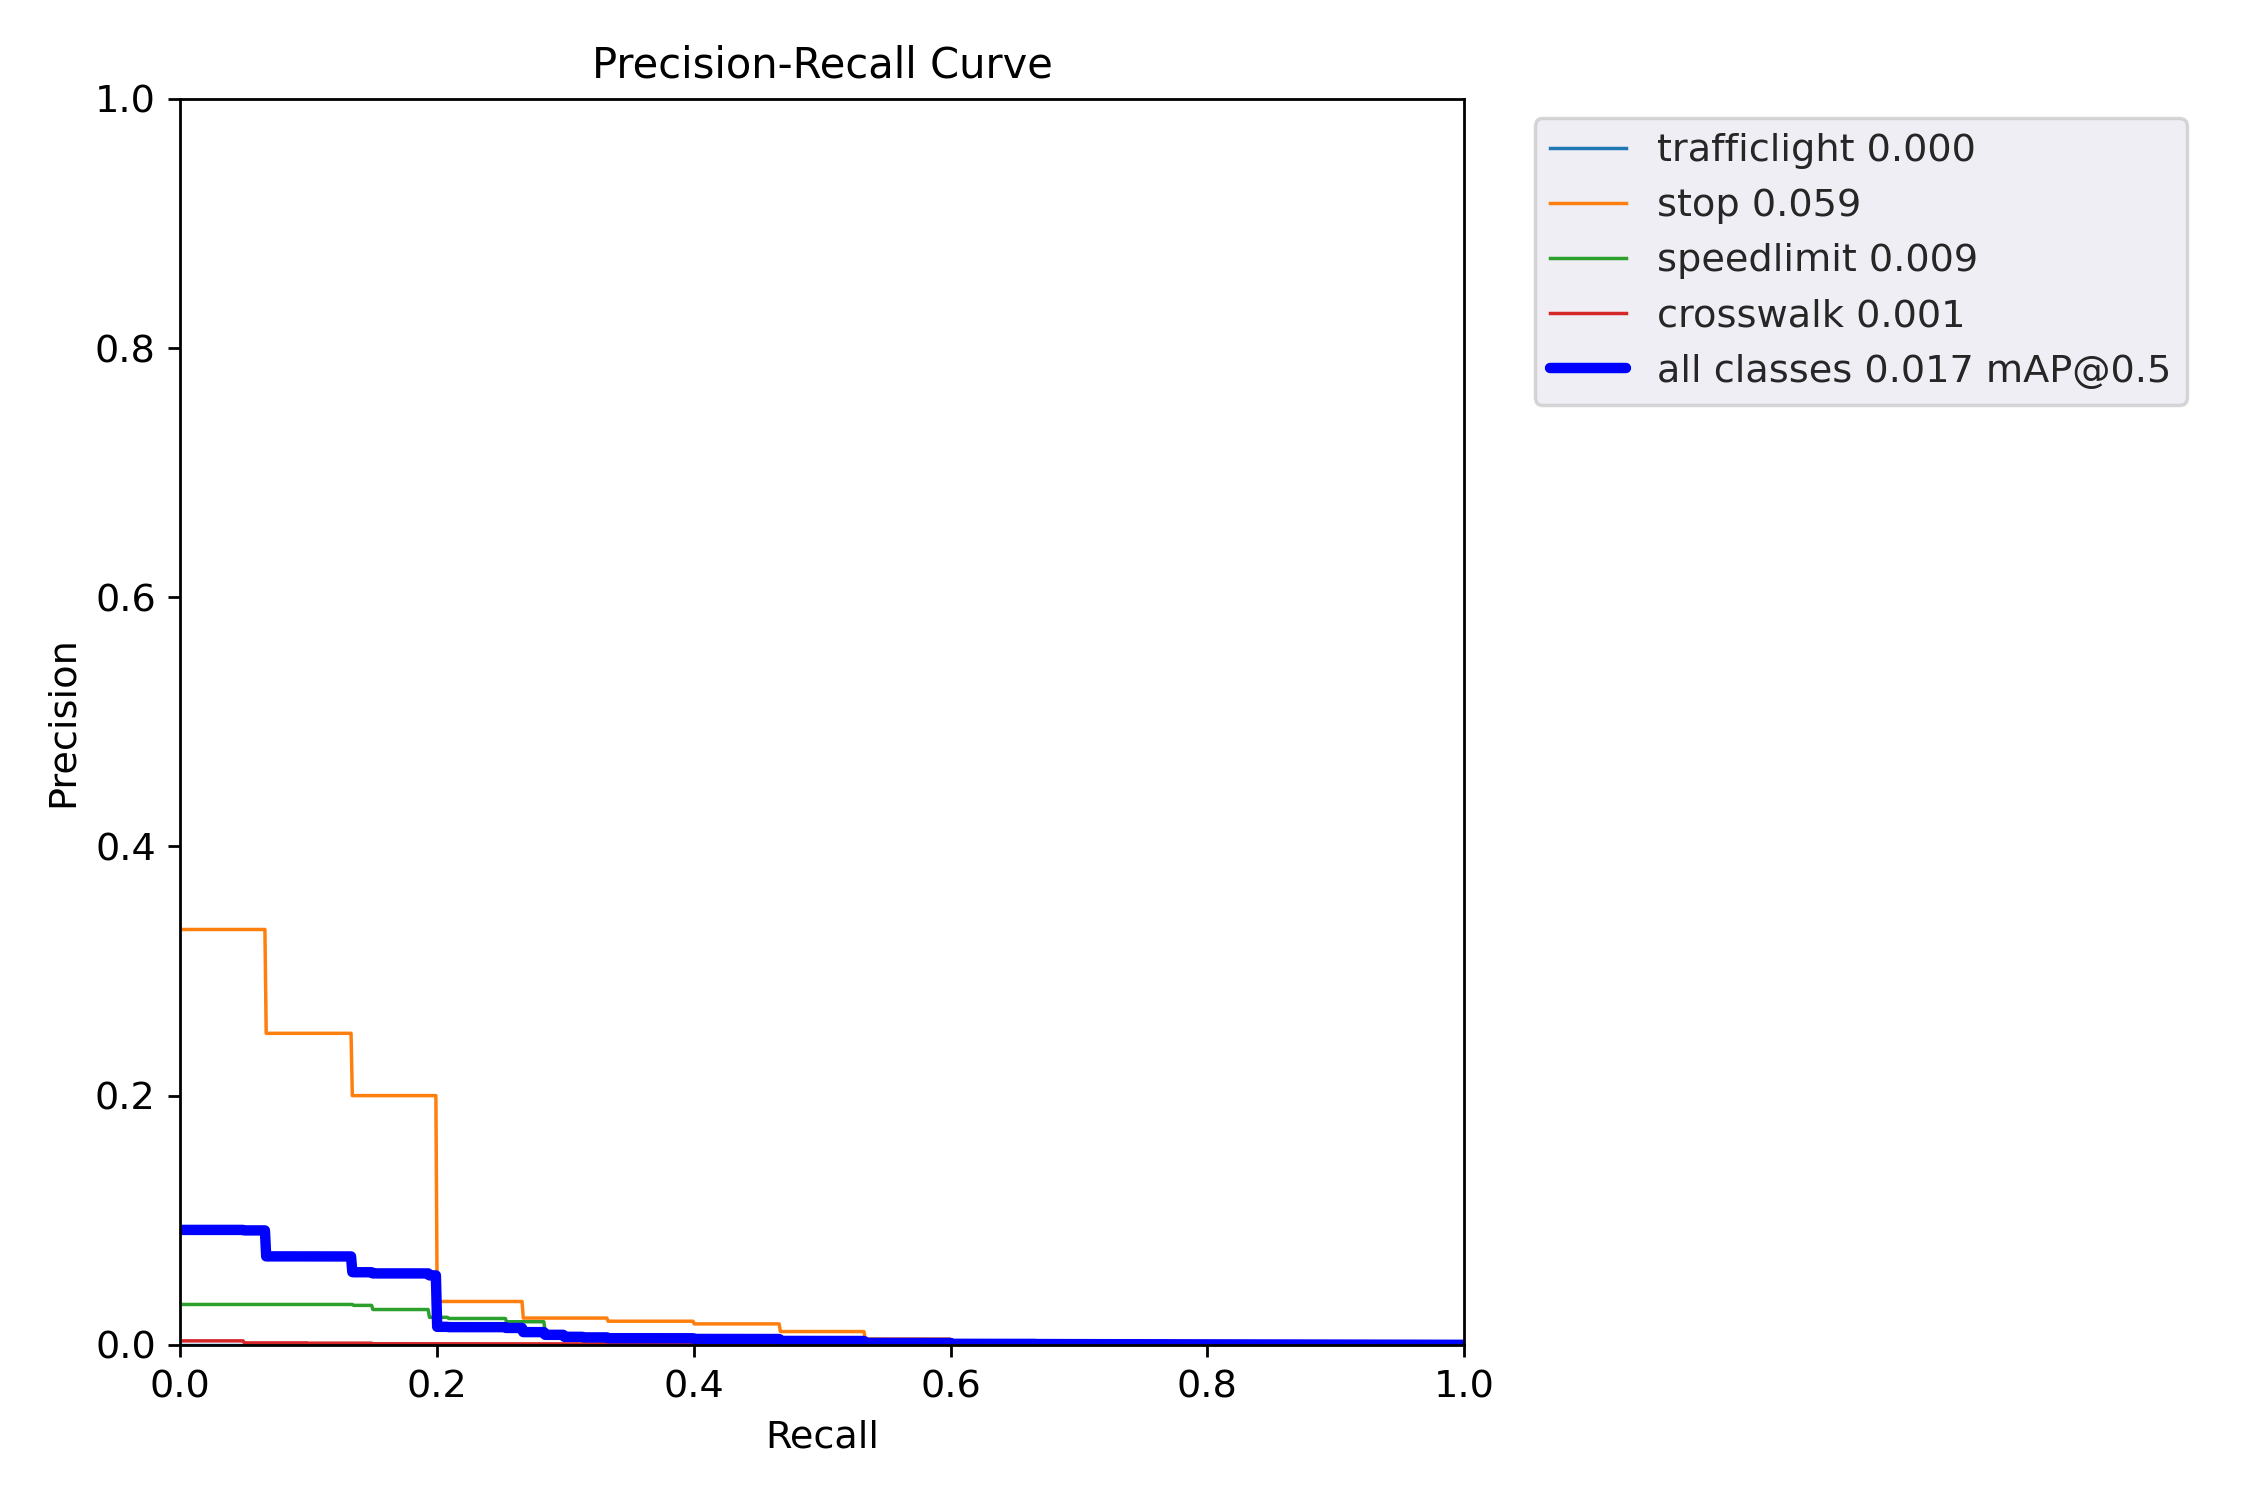 Precision-Recall Curve
1.0
0.8
0.6
0.4
0.2
0.0
Precision
0.0 0.2 0.4 0.6 0.8 1.0
Recall
trafficlight 0.000
stop 0.059
speedlimit 0.009
crosswalk 0.001
all classes 0.017 mAP@0.5